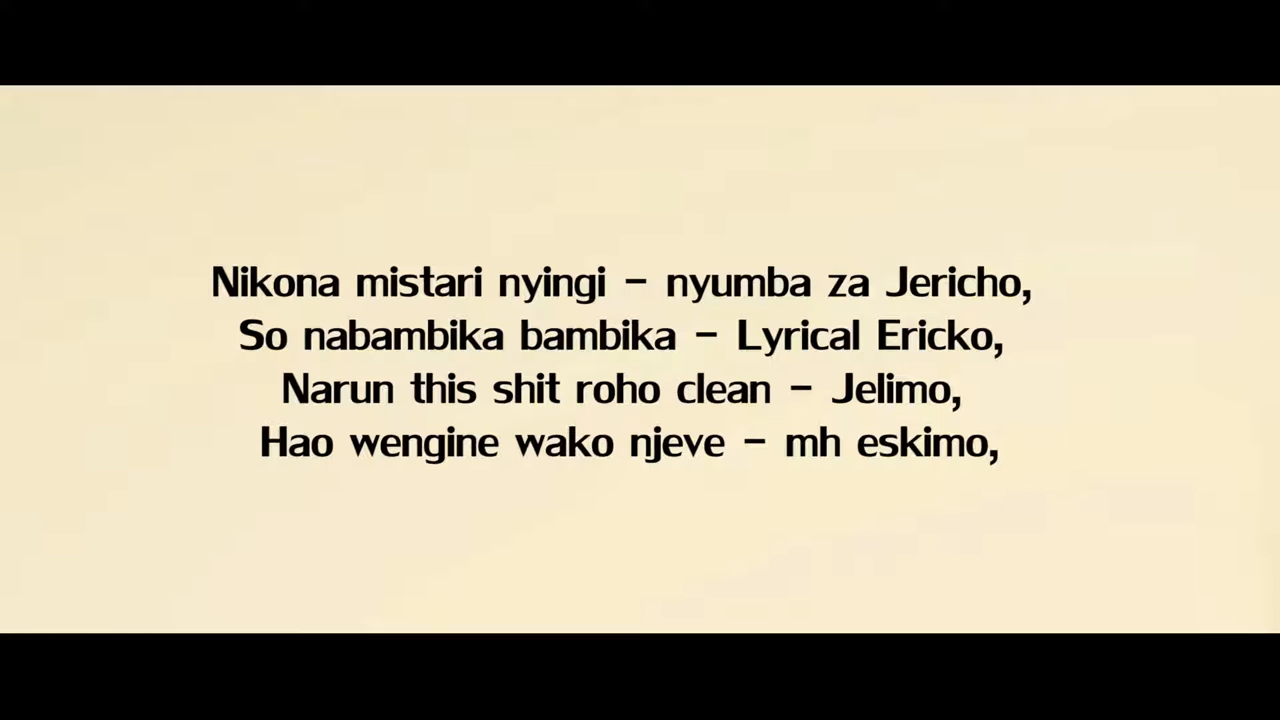 Nikona mistari nyingi – nyumba za Jericho,
So nabambika bambika – Lyrical Ericko,
Narun this shit roho clean – Jelimo,
Hao wengine wako njeve – mh eskimo,